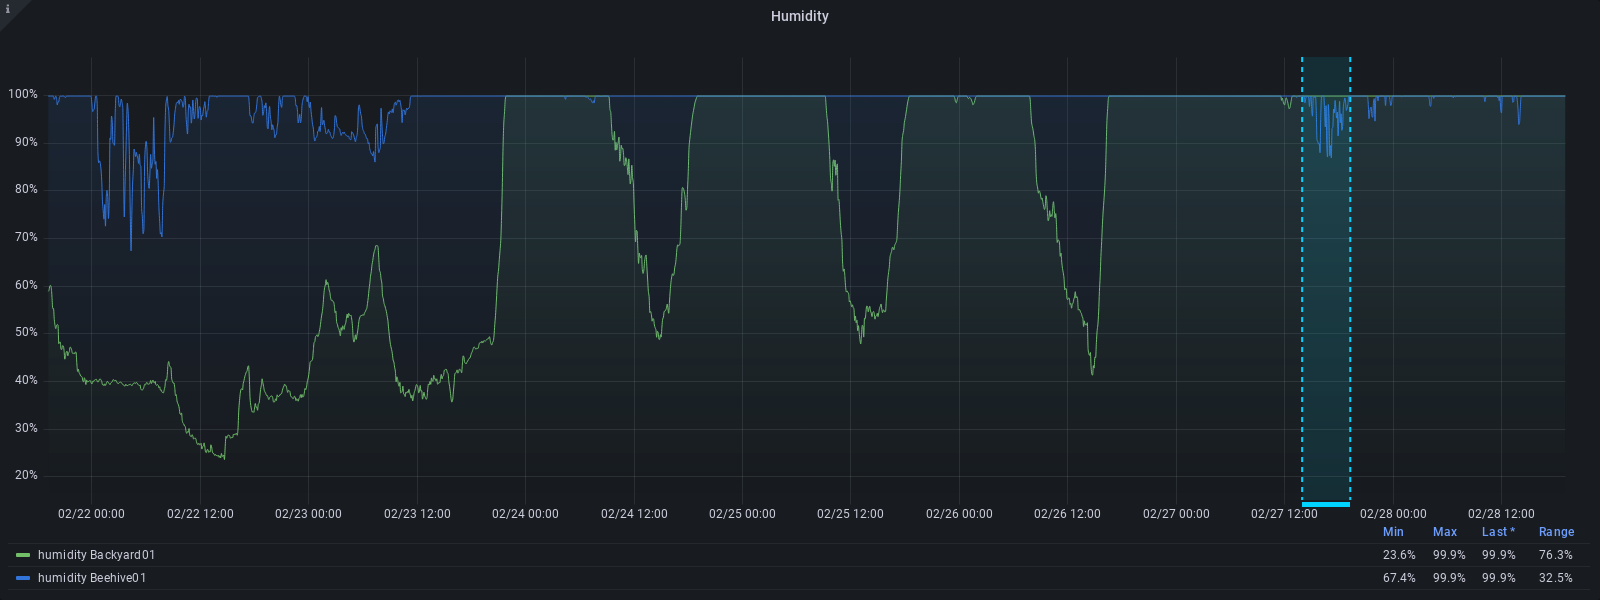 i
Humidity
100%
90%
80%
70%
60%
50%
40%
30%
20%
02/22 00:00 02/22 12:00 02/23 00:00 02/23 12:00 02/24 00:00 02/24 12:00 02/25 00:00 02/25 12:00 02/26 00:00 02/26 12:00 02/27 00:00 02/27 12:00 02/28 00:00 02/28 12:00
Min Max Last * Range
humidity Backyard01 23.6% 99.9% 99.9% 76.3%
humidity Beehive01 67.4% 99.9% 99.9% 32.5%